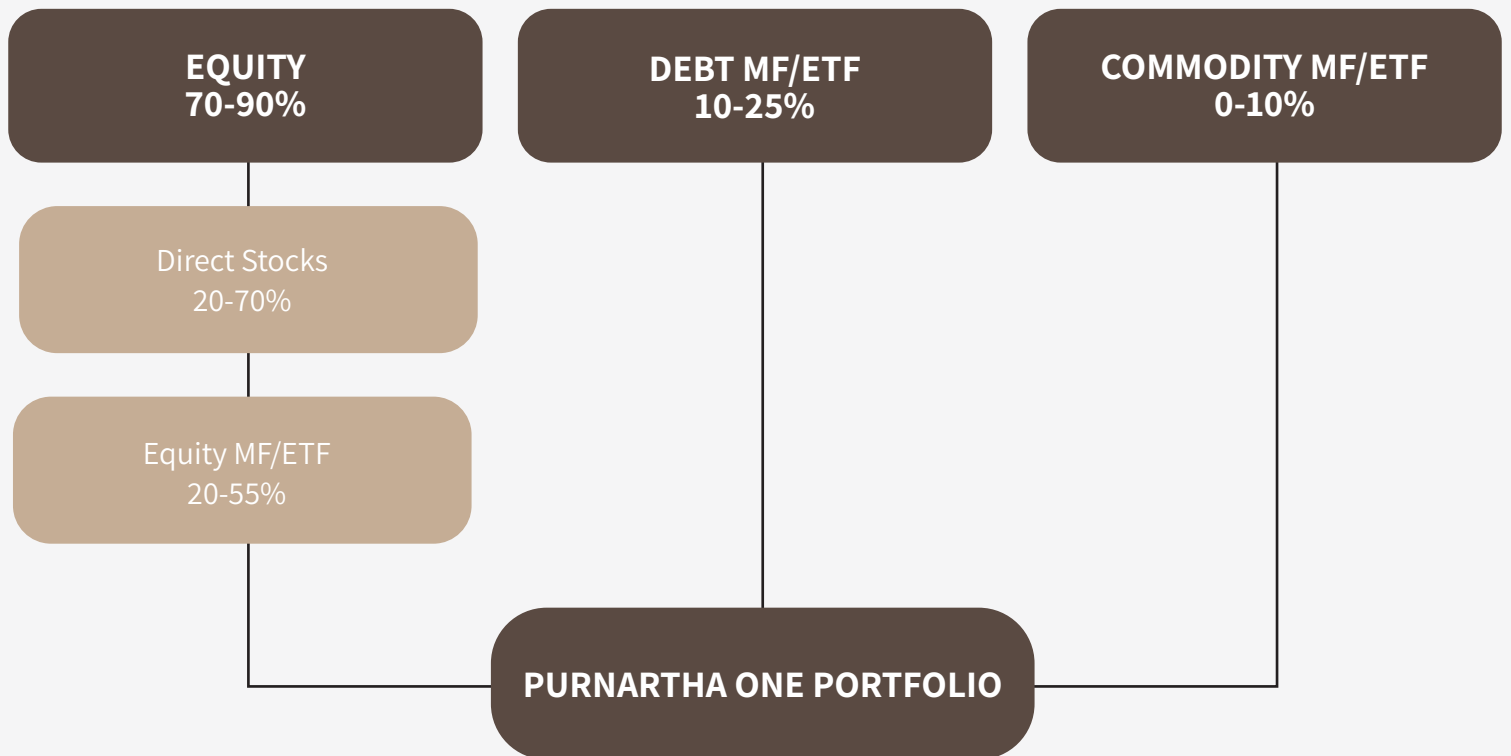 EQUITY
70-90%
DEBT MF/ETF
10-25%
COMMODITY MF/ETF
0-10%
Direct Stocks
20-70%
Equity MF/ETF
20-55%
PURNARTHA ONE PORTFOLIO